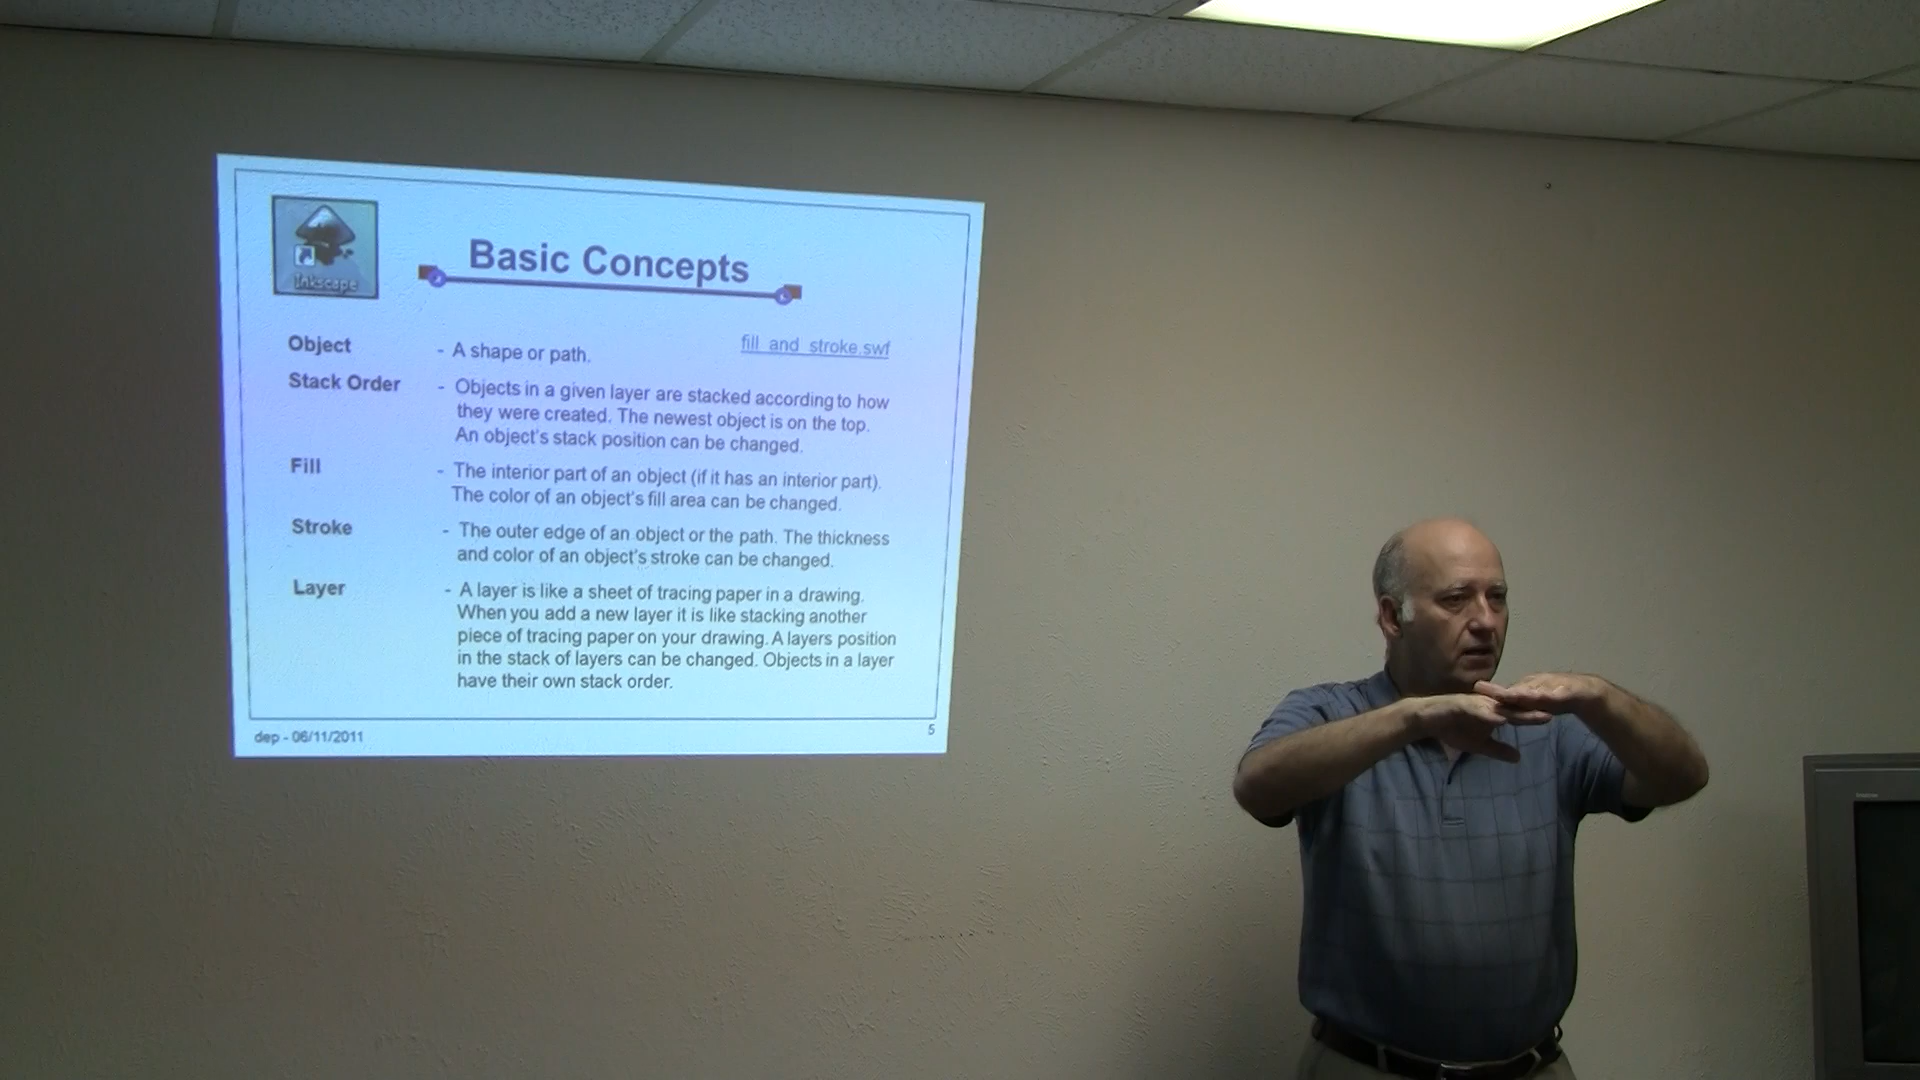 Inkscape
Basic Concepts
fill_and_stroke.swf
Object - A shape or path.
Stack Order - Objects in a given layer are stacked according to how
they were created. The newest object is on the top.
An object's stack position can be changed.
Fill - The interior part of an object (if it has an interior part).
The color of an object's fill area can be changed.
Stroke - The outer edge of an object or the path. The thickness
and color of an object's stroke can be changed.
Layer - A layer is like a sheet of tracing paper in a drawing.
When you add a new layer it is like stacking another
piece of tracing paper on your drawing. A layers position
in the stack of layers can be changed. Objects in a layer
have their own stack order.
dep - 06/11/2011
5